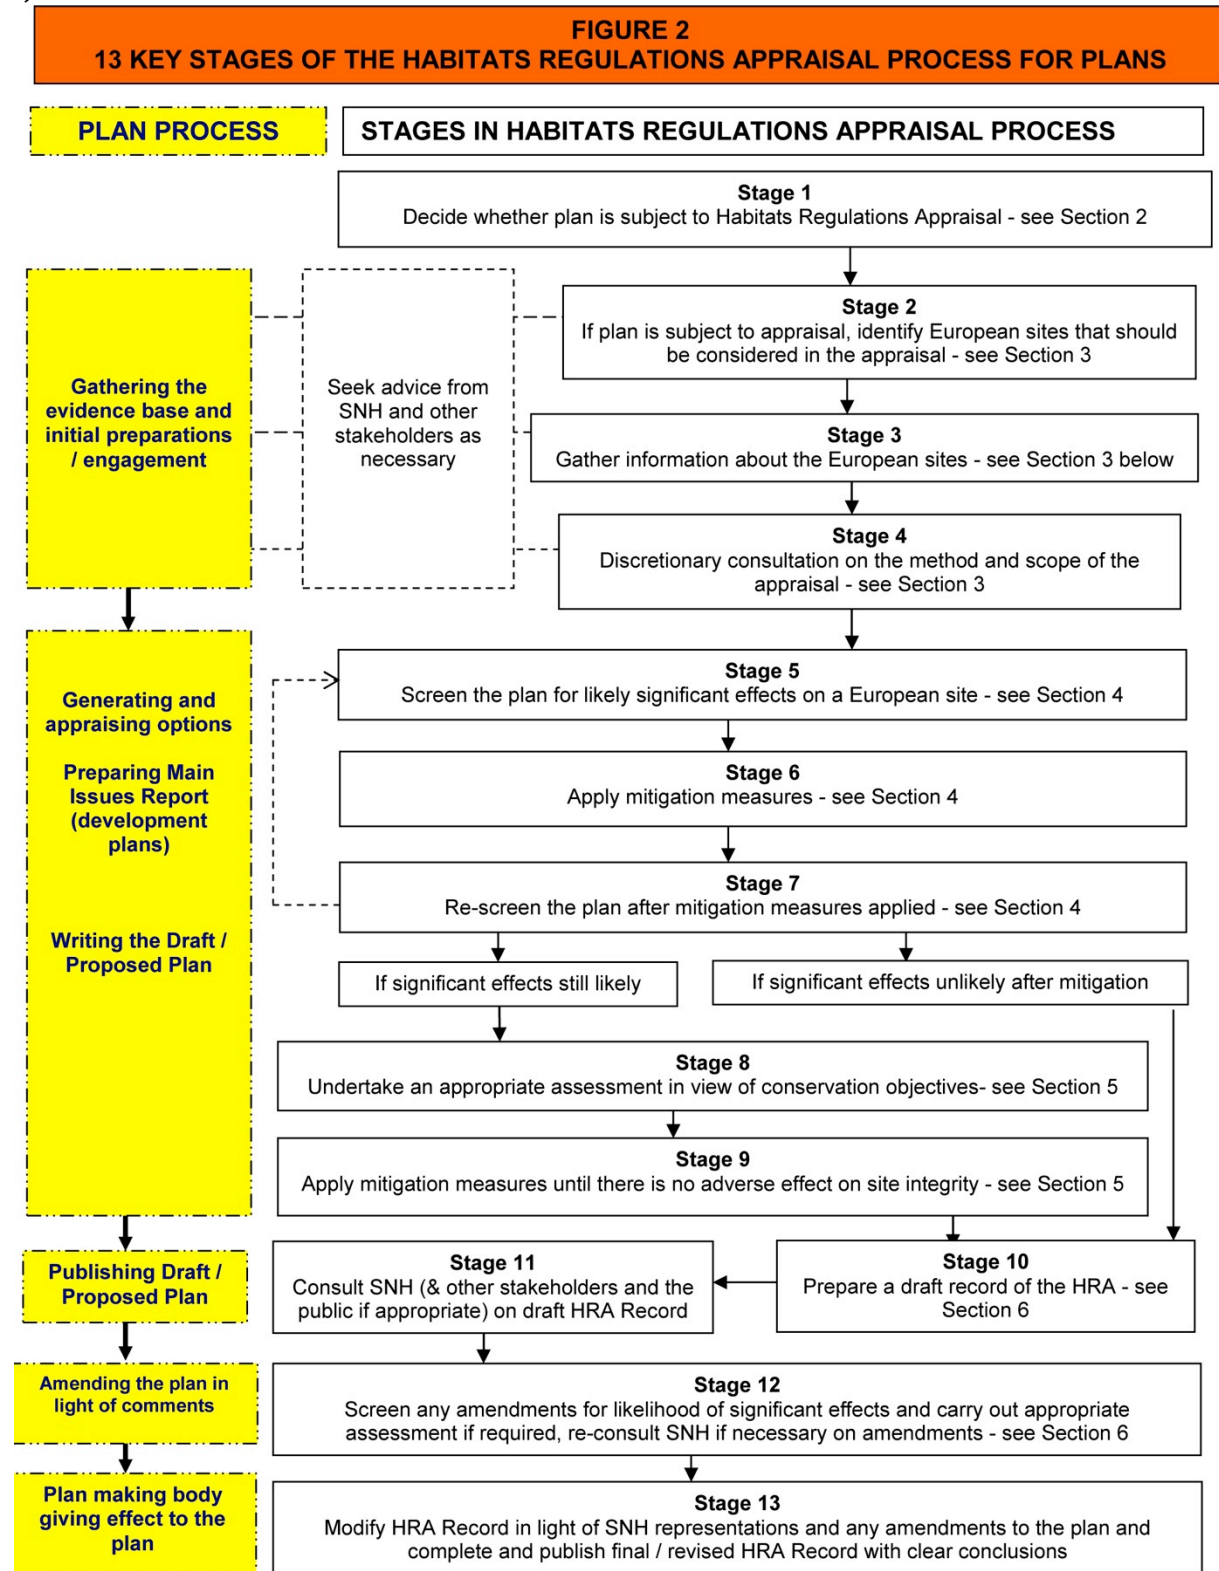 FIGURE 2
13 KEY STAGES OF THE HABITATS REGULATIONS APPRAISAL PROCESS FOR PLANS
PLAN PROCESS
STAGES IN HABITATS REGULATIONS APPRAISAL PROCESS
Stage 1
Decide whether plan is subject to Habitats Regulations Appraisal - see Section 2
Gathering the
evidence base and
initial preparations
/ engagement
Seek advice from
SNH and other
stakeholders as
necessary
Stage 2
If plan is subject to appraisal, identify European sites that should
be considered in the appraisal - see Section 3
Stage 3
Gather information about the European sites - see Section 3 below
Stage 4
Discretionary consultation on the method and scope of the
appraisal - see Section 3
Generating and
appraising options
Preparing Main
Issues Report
(development
plans)
Writing the Draft /
Proposed Plan
Stage 5
Screen the plan for likely significant effects on a European site - see Section 4
Stage 6
Apply mitigation measures - see Section 4
Stage 7
Re-screen the plan after mitigation measures applied - see Section 4
If significant effects still likely
If significant effects unlikely after mitigation
Stage 8
Undertake an appropriate assessment in view of conservation objectives- see Section 5
Stage 9
Apply mitigation measures until there is no adverse effect on site integrity - see Section 5
Publishing Draft /
Proposed Plan
Stage 11
Consult SNH (& other stakeholders and the
public if appropriate) on draft HRA Record
Stage 10
Prepare a draft record of the HRA - see
Section 6
Amending the plan in
light of comments
Stage 12
Screen any amendments for likelihood of significant effects and carry out appropriate
assessment if required, re-consult SNH if necessary on amendments - see Section 6
Plan making body
giving effect to the
plan
Stage 13
Modify HRA Record in light of SNH representations and any amendments to the plan and
complete and publish final / revised HRA Record with clear conclusions